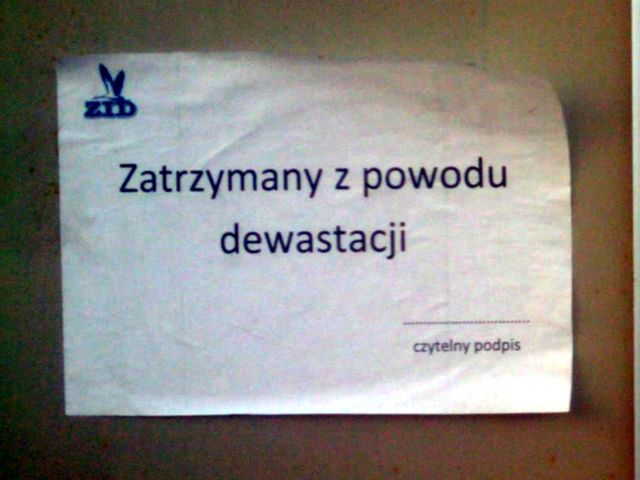 ZTD
Zatrzymany z powodu
dewastacji
czytelny podpis